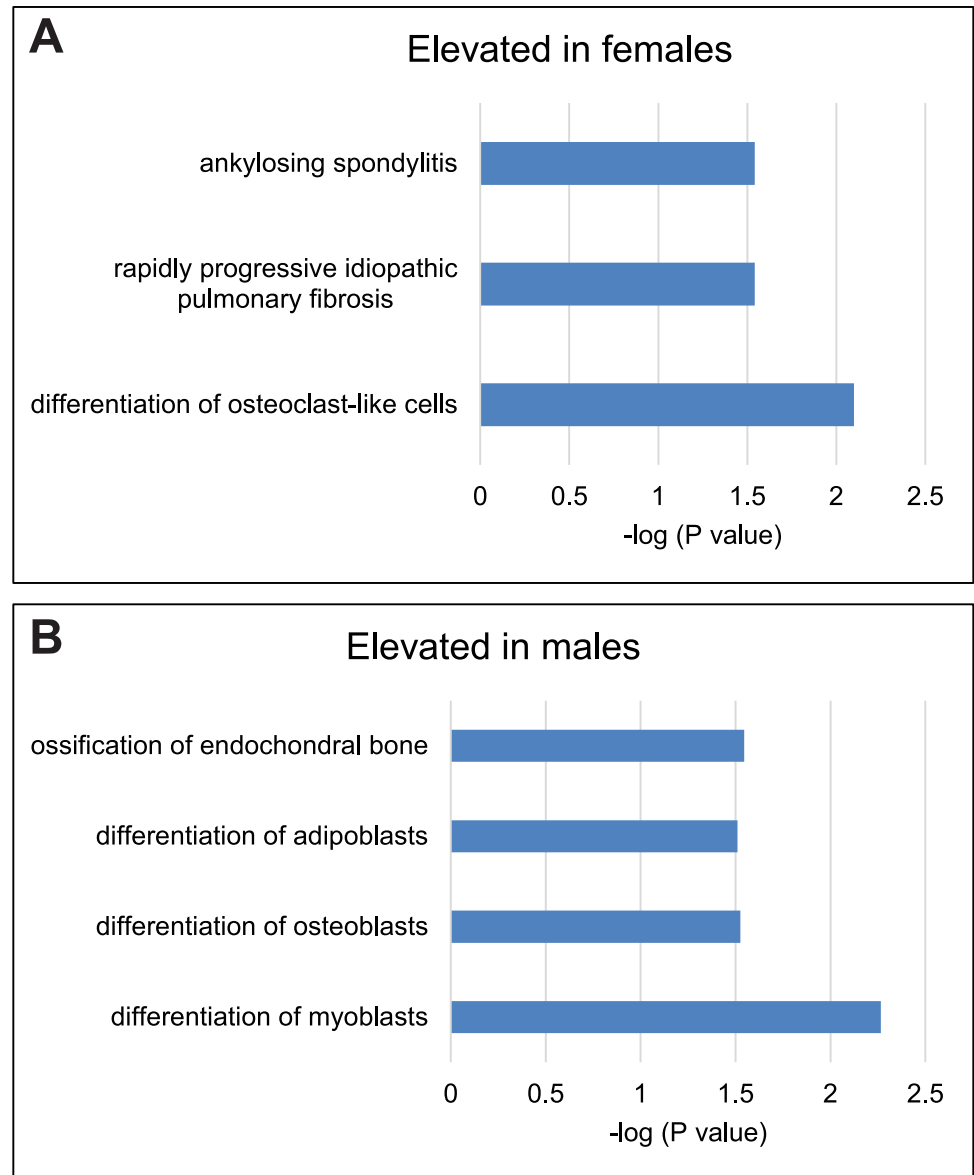 A
Elevated in females
ankylosing spondylitis
rapidly progressive idiopathic
pulmonary fibrosis
differentiation of osteoclast-like cells
0 0.5 1 1.5 2 2.5
-log (P value)
B
Elevated in males
ossification of endochondral bone
differentiation of adipoblasts
differentiation of osteoblasts
differentiation of myoblasts
0 0.5 1 1.5 2 2.5
-log (P value)